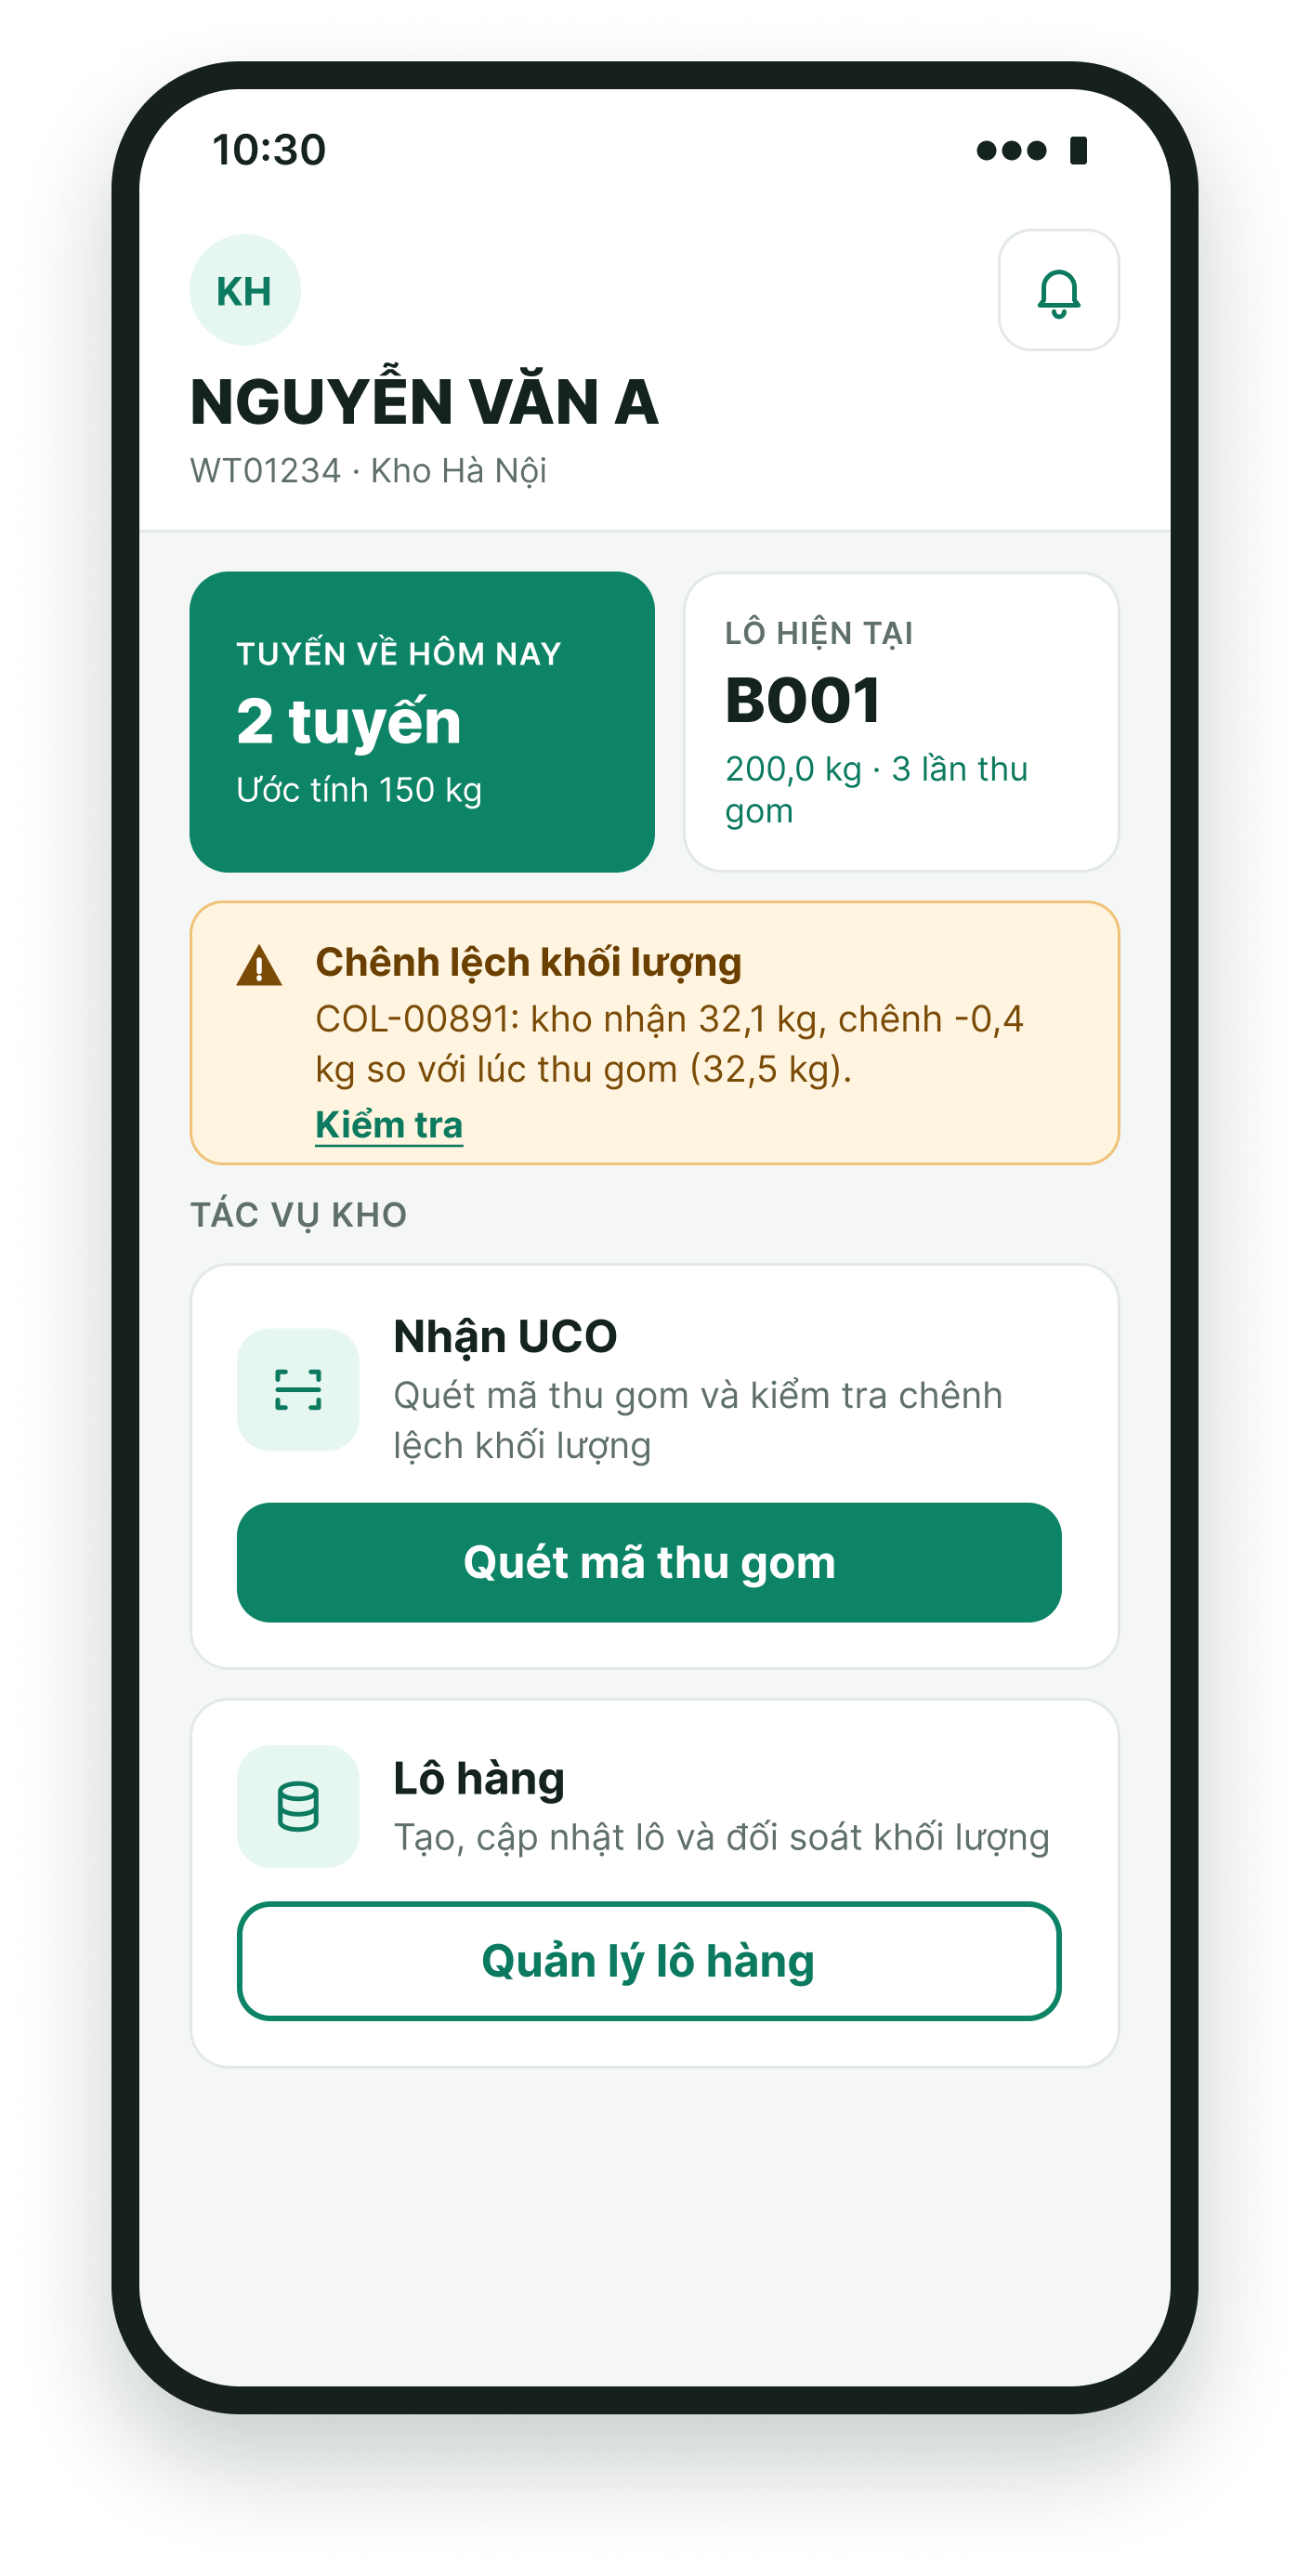 10:30
KH
NGUYỄN VĂN A
WT01234 · Kho Hà Nội
TUYẾN VỀ HÔM NAY
2 tuyến
Ước tính 150 kg
LÔ HIỆN TẠI
B001
200,0 kg · 3 lần thu
gom
Chênh lệch khối lượng
COL-00891: kho nhận 32,1 kg, chênh -0,4
kg so với lúc thu gom (32,5 kg).
Kiểm tra
TÁC VỤ KHO
Nhận UCO
Quét mã thu gom và kiểm tra chênh
lệch khối lượng
Quét mã thu gom
Lô hàng
Tạo, cập nhật lô và đối soát khối lượng
Quản lý lô hàng